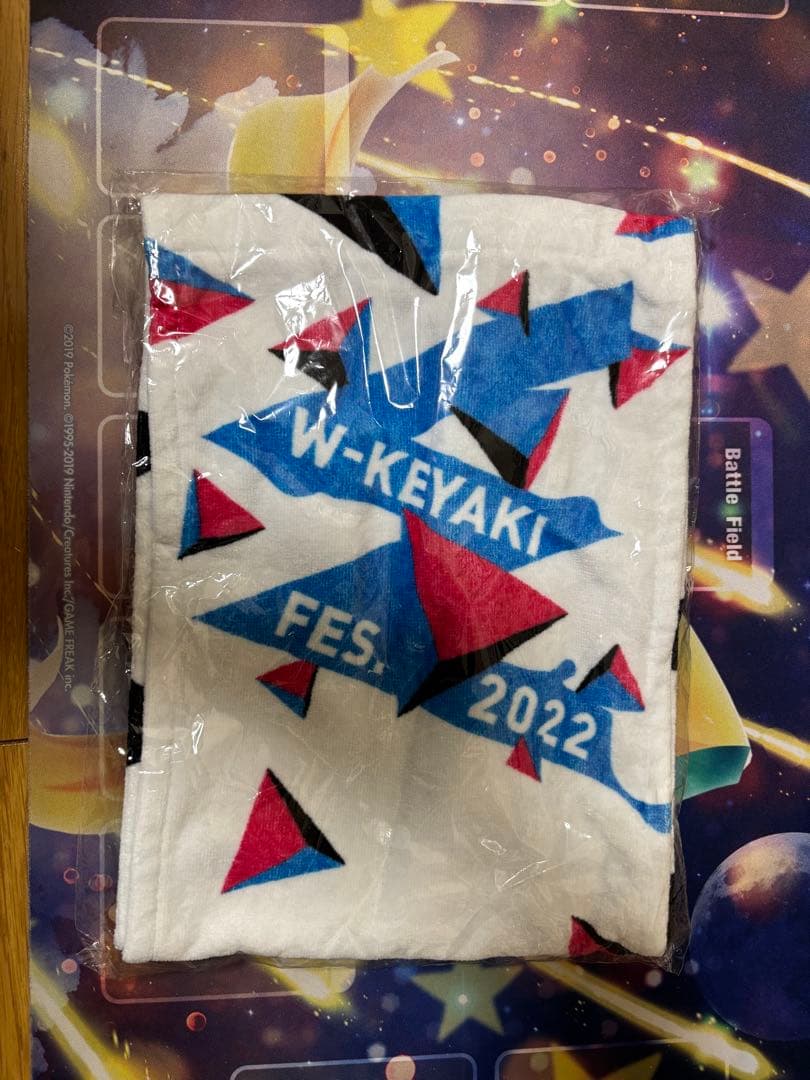 W-KEYAKI
FES.
2022
Battle Field
©2019 Pokémon. ©1995-2019 Nintendo/Creatures Inc./GAME FREAK inc.